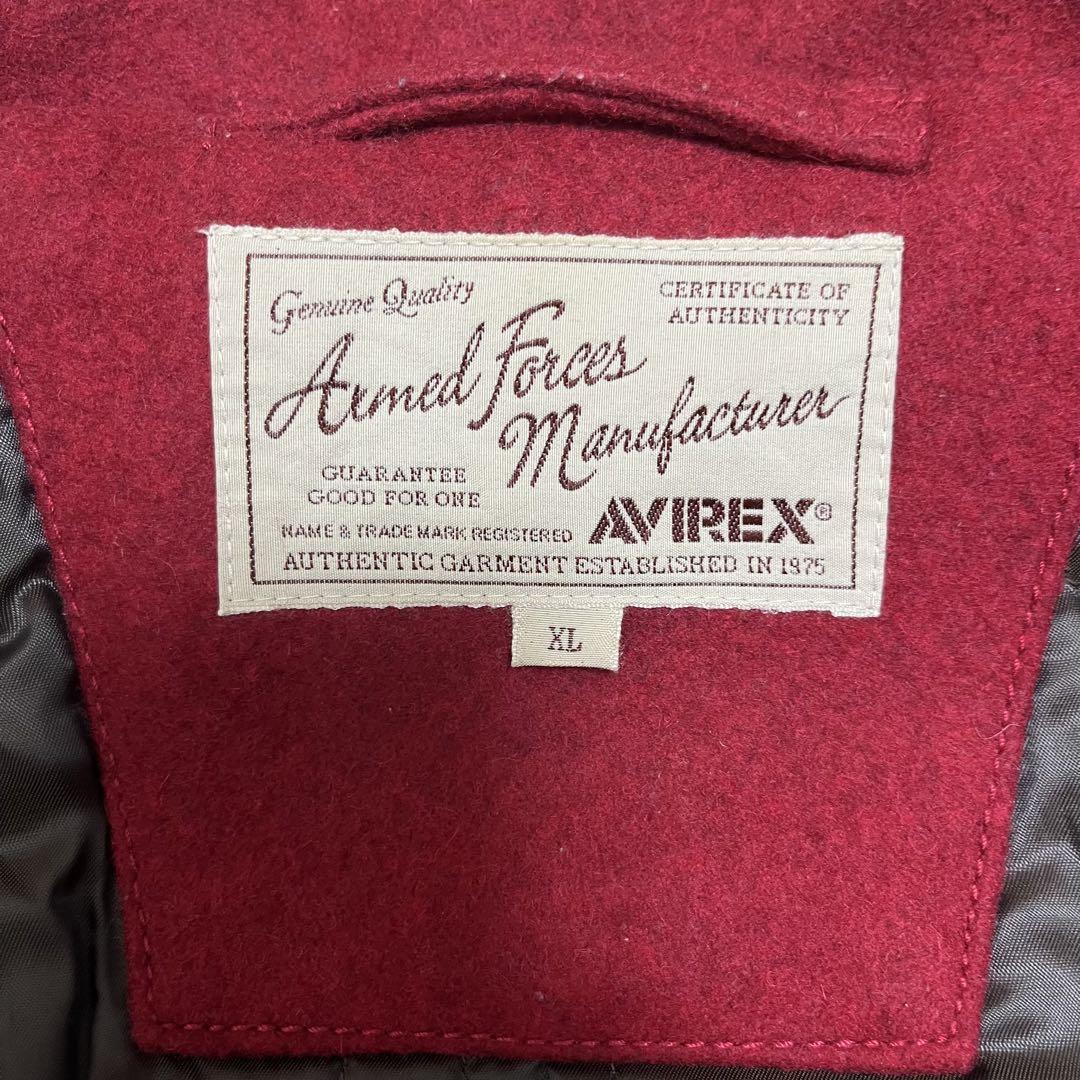 Genuine Quality
CERTIFICATE OF
AUTHENTICITY
Armed Forces
Manufacturer
GUARANTEE
GOOD FOR ONE
NAME & TRADE MARK REGISTERED
AVIREX®
AUTHENTIC GARMENT ESTABLISHED IN 1975
XL